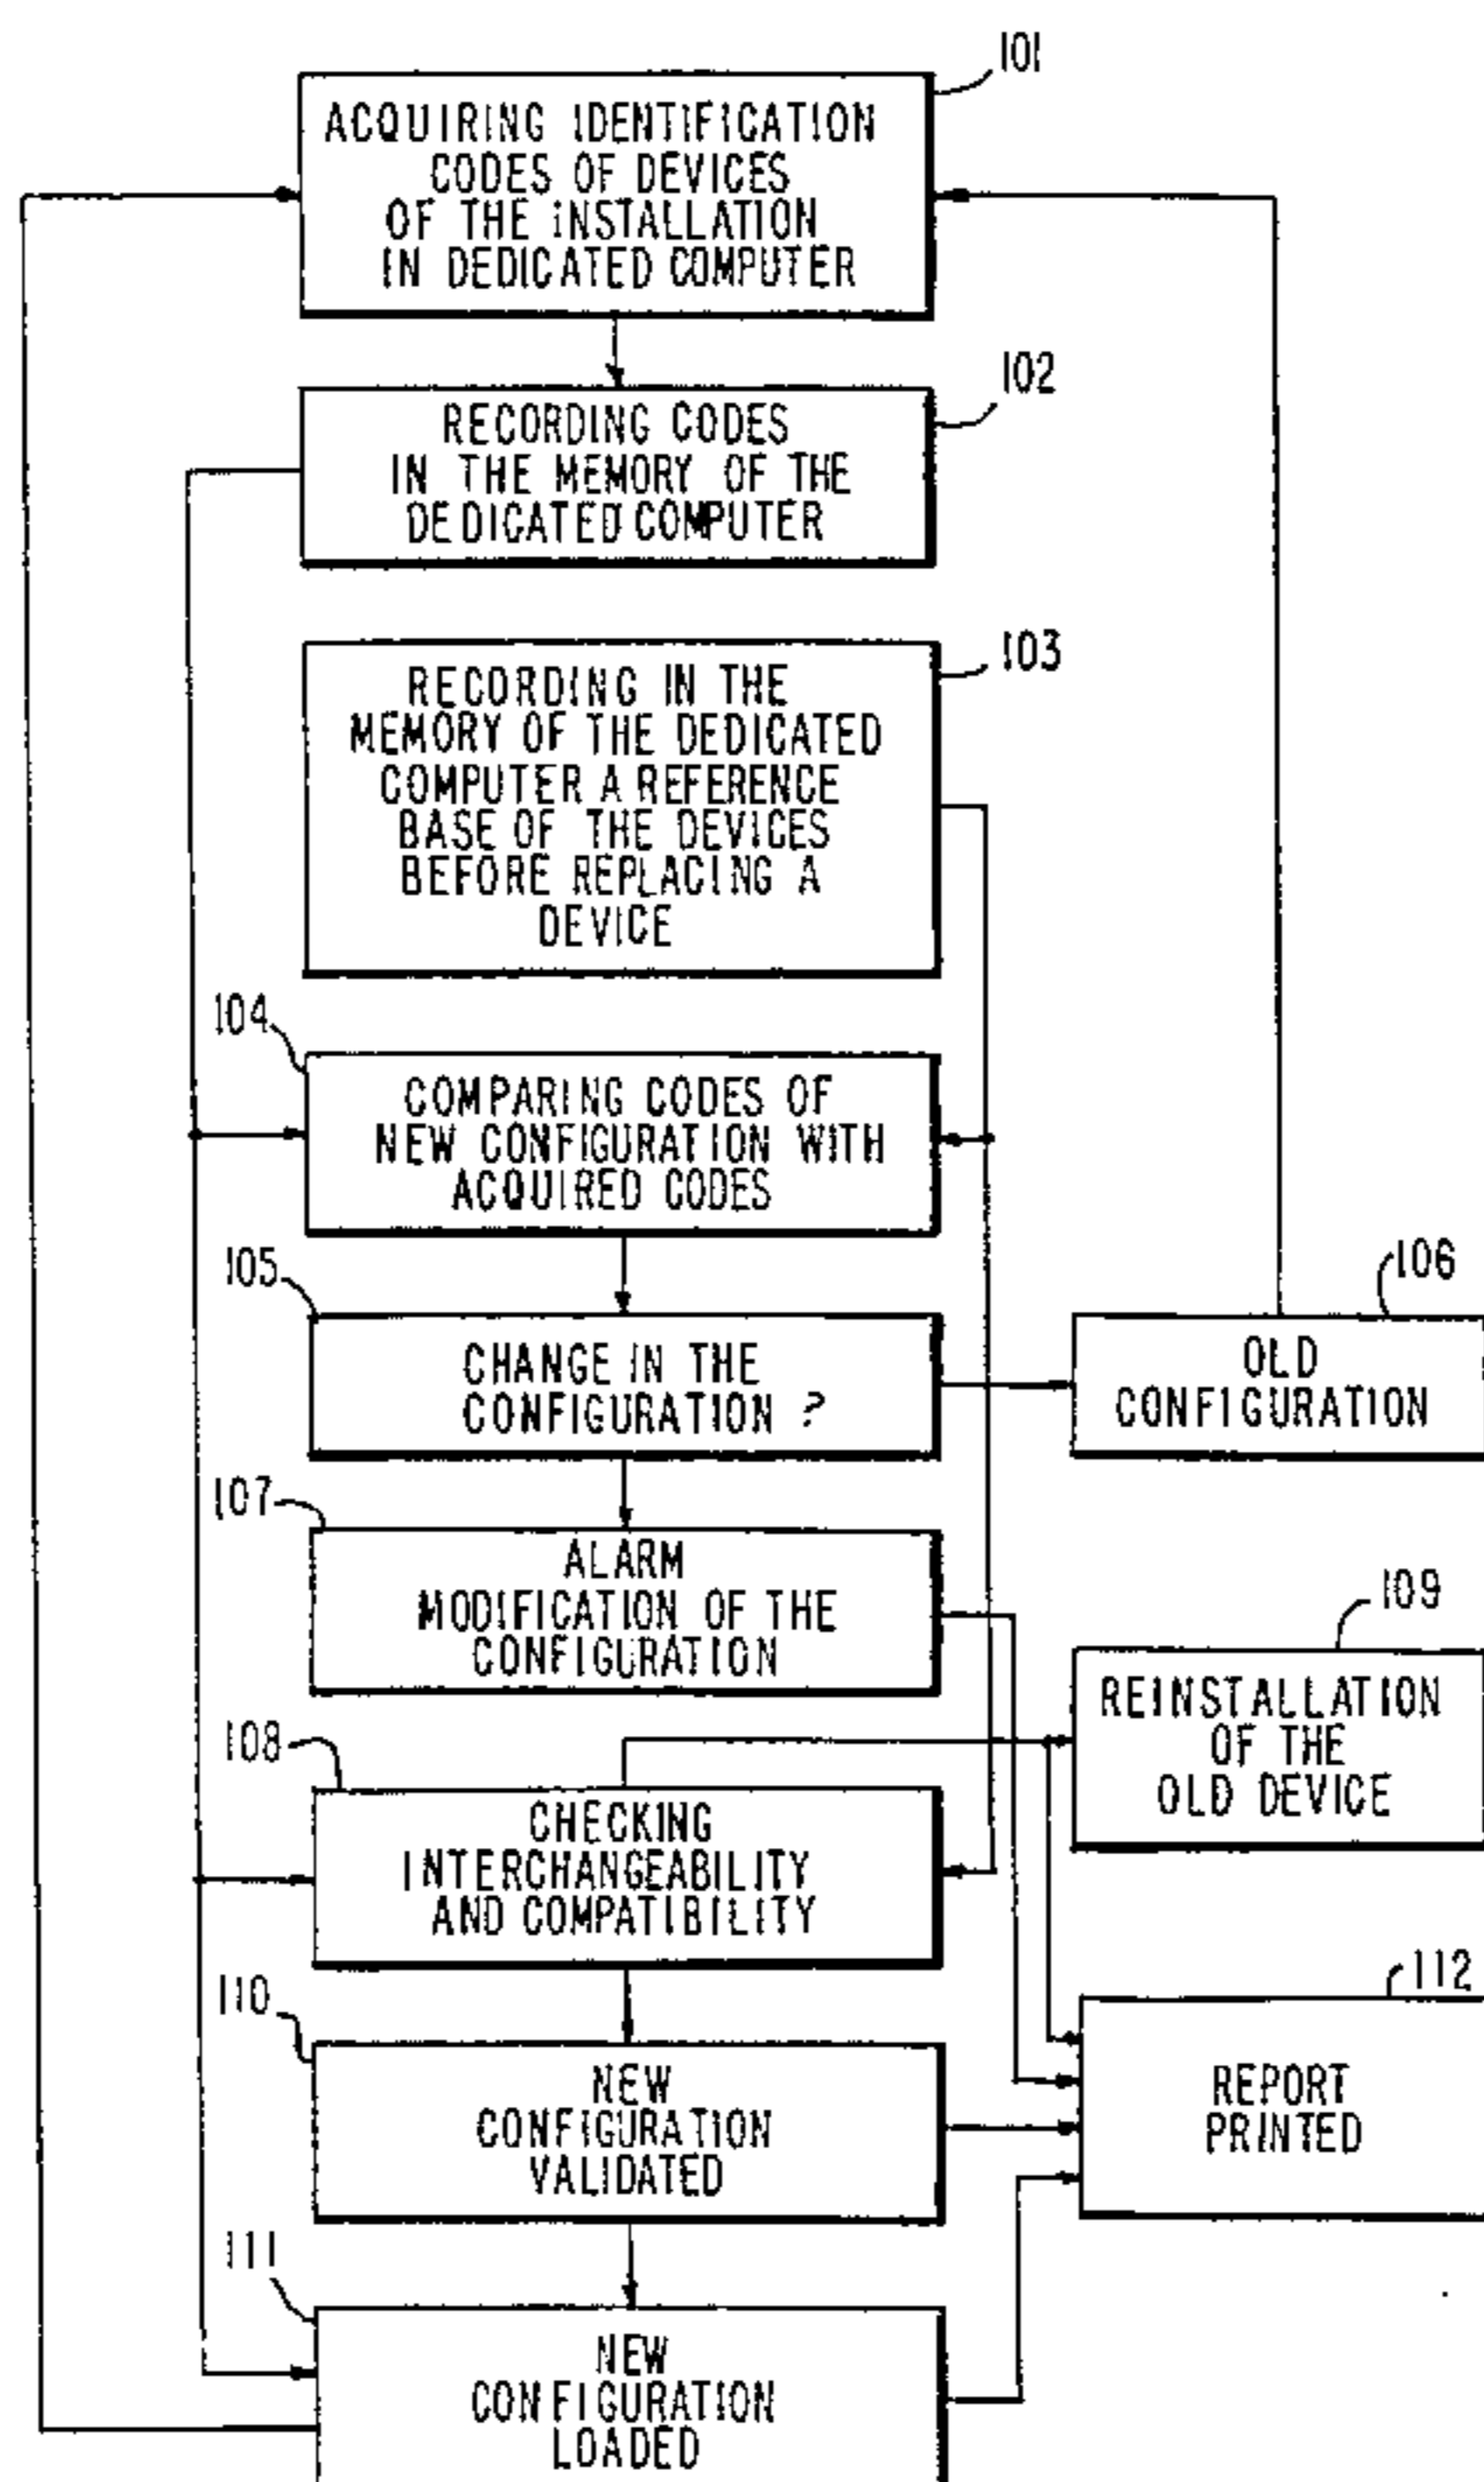 101
ACQUIRING IDENTIFICATION
CODES OF DEVICES
OF THE INSTALLATION
IN DEDICATED COMPUTER
102
RECORDING CODES
IN THE MEMORY OF THE
DEDICATED COMPUTER
103
RECORDING IN THE
MEMORY OF THE DEDICATED
COMPUTER A REFERENCE
BASE OF THE DEVICES
BEFORE REPLACING A
DEVICE
104
COMPARING CODES OF
NEW CONFIGURATION WITH
ACQUIRED CODES
105
CHANGE IN THE
CONFIGURATION ?
106
OLD
CONFIGURATION
107
ALARM
MODIFICATION OF THE
CONFIGURATION
108
CHECKING
INTERCHANGEABILITY
AND COMPATIBILITY
109
REINSTALLATION
OF THE
OLD DEVICE
110
NEW
CONFIGURATION
VALIDATED
112
REPORT
PRINTED
111
NEW
CONFIGURATION
LOADED